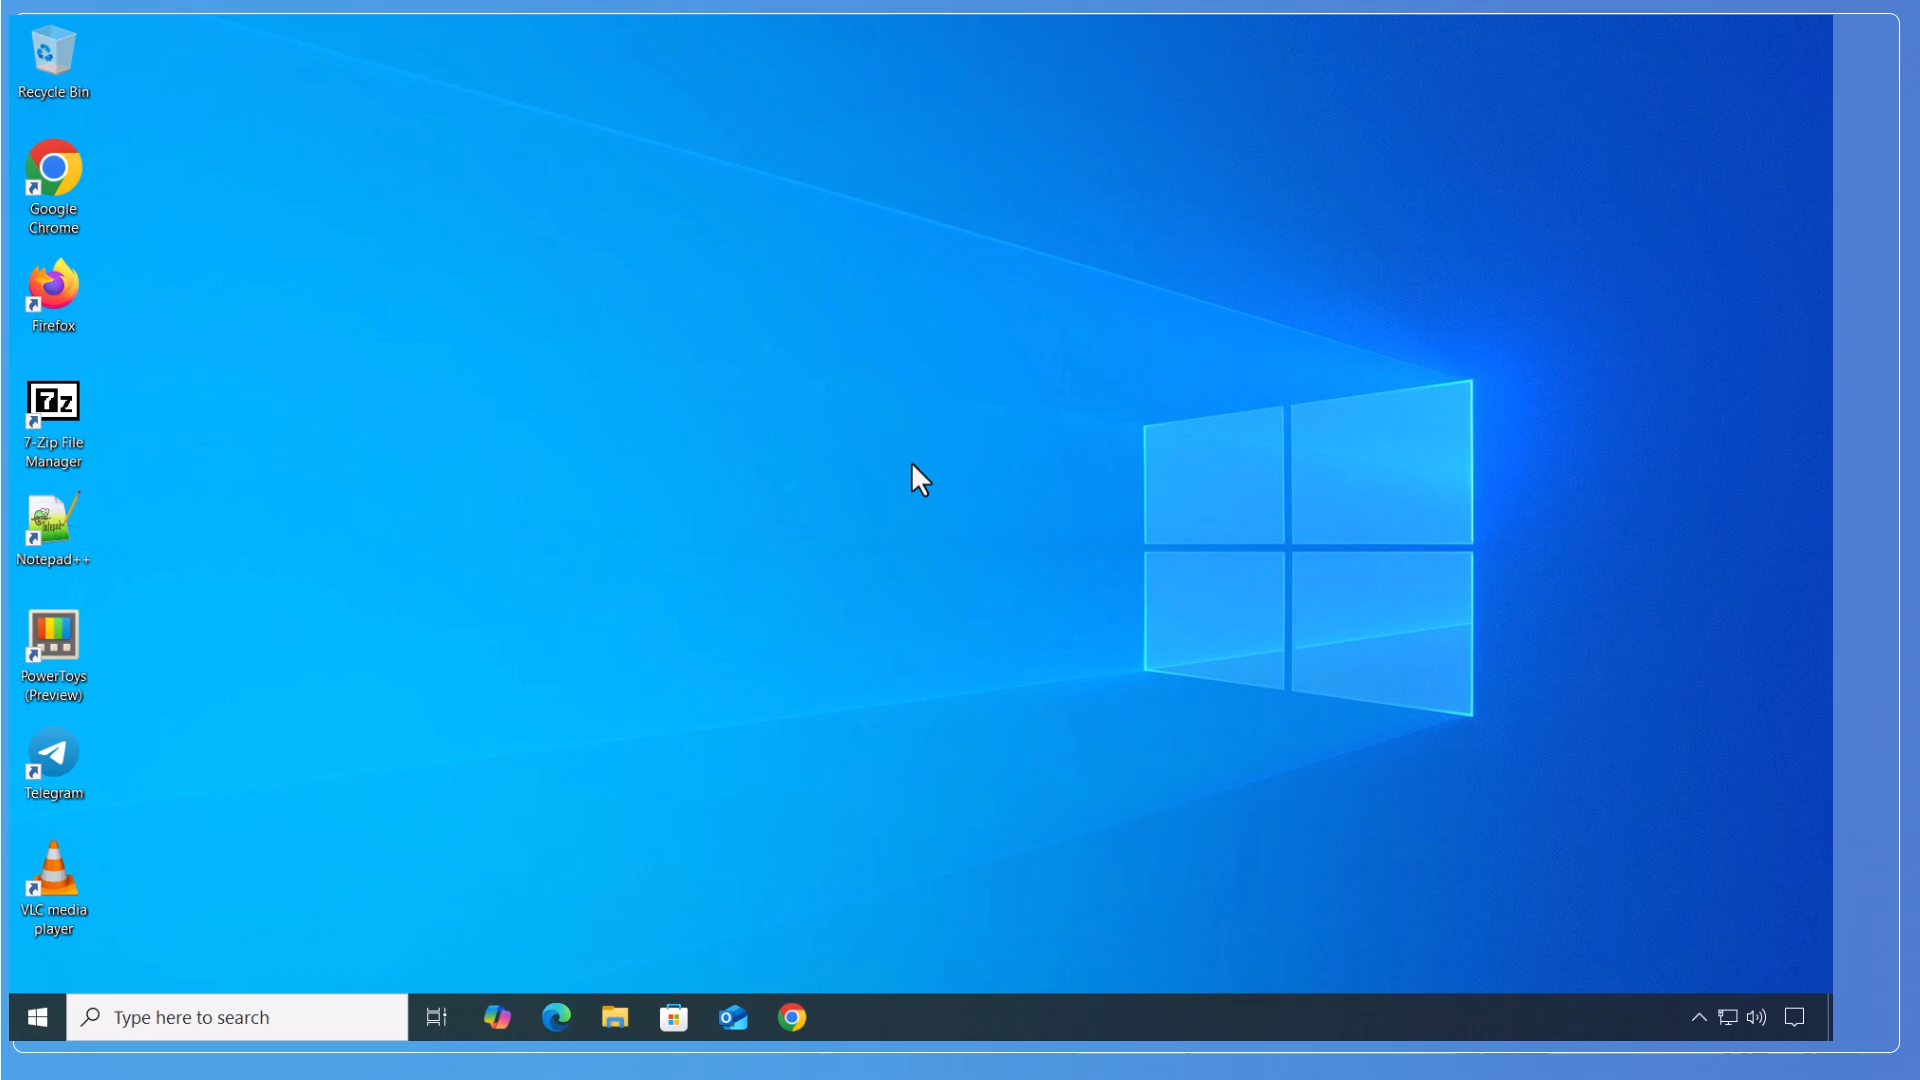 Recycle Bin
Google
Chrome
Firefox
7-Zip File
Manager
Notepad++
PowerToys
(Preview)
Telegram
VLC media
player
Type here to search